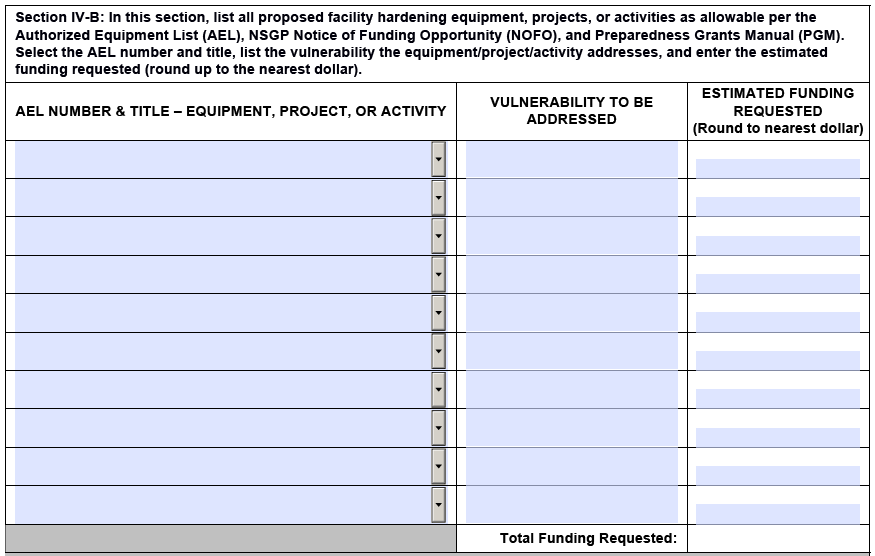 Section IV-B: In this section, list all proposed facility hardening equipment, projects, or activities as allowable per the
Authorized Equipment List (AEL), NSGP Notice of Funding Opportunity (NOFO), and Preparedness Grants Manual (PGM).
Select the AEL number and title, list the vulnerability the equipment/project/activity addresses, and enter the estimated
funding requested (round up to the nearest dollar).
AEL NUMBER & TITLE – EQUIPMENT, PROJECT, OR ACTIVITY
VULNERABILITY TO BE
ADDRESSED
ESTIMATED FUNDING
REQUESTED
(Round to nearest dollar)
Total Funding Requested: